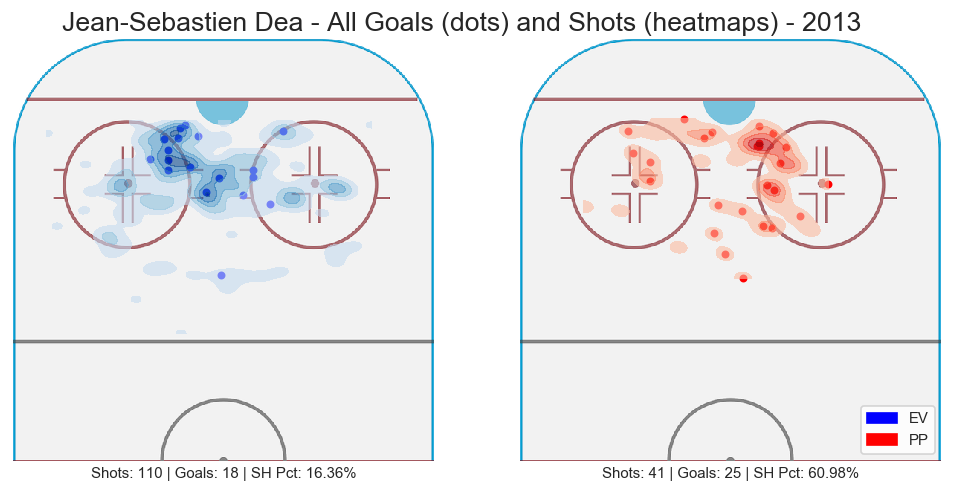 Jean-Sebastien Dea - All Goals (dots) and Shots (heatmaps) - 2013
EV
PP
Shots: 110 | Goals: 18 | SH Pct: 16.36%
Shots: 41 | Goals: 25 | SH Pct: 60.98%